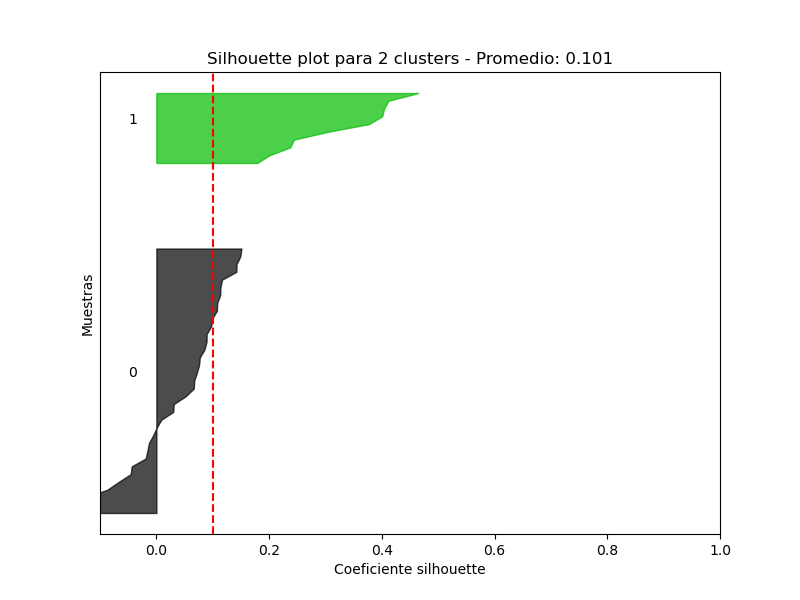 Silhouette plot para 2 clusters - Promedio: 0.101
1
0
Muestras
0.0 0.2 0.4 0.6 0.8 1.0
Coeficiente silhouette